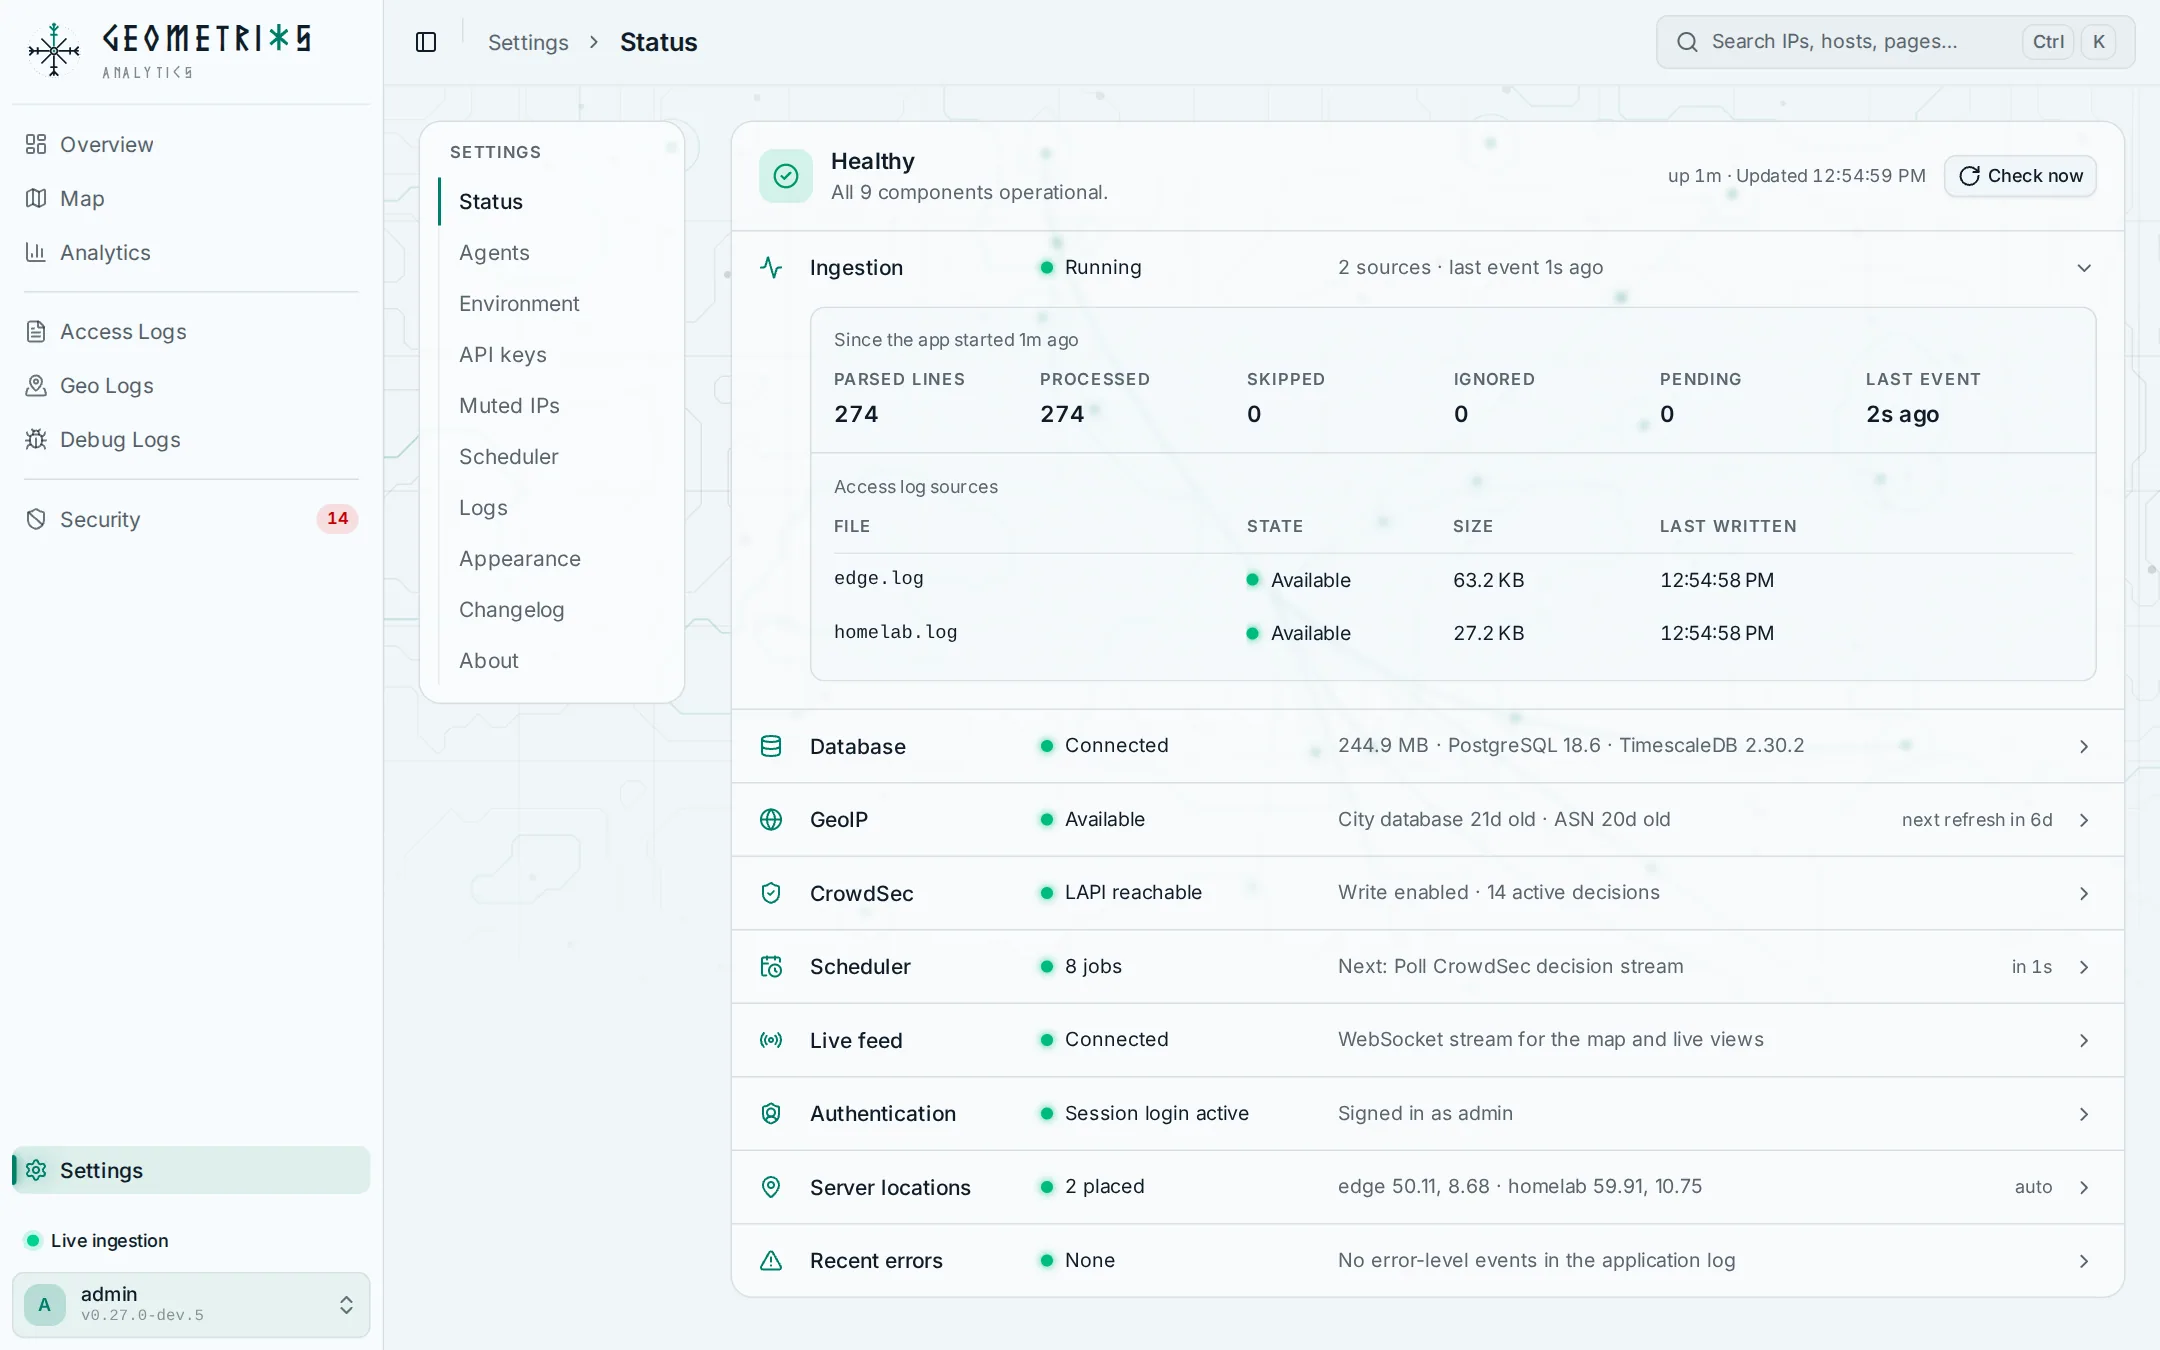 GEOMETRIKS
ANALYTICS
Overview
Map
Analytics
Access Logs
Geo Logs
Debug Logs
Security 14
Settings
Live ingestion
A admin
v0.27.0-dev.5
Settings > Status
Search IPs, hosts, pages... Ctrl K
SETTINGS
Status
Agents
Environment
API keys
Muted IPs
Scheduler
Logs
Appearance
Changelog
About
Healthy
All 9 components operational.
up 1m · Updated 12:54:59 PM Check now
Ingestion Running 2 sources · last event 1s ago
Since the app started 1m ago
PARSED LINES PROCESSED SKIPPED IGNORED PENDING LAST EVENT
274 274 0 0 0 2s ago
Access log sources
FILE STATE SIZE LAST WRITTEN
edge.log Available 63.2 KB 12:54:58 PM
homelab.log Available 27.2 KB 12:54:58 PM
Database Connected 244.9 MB · PostgreSQL 18.6 · TimescaleDB 2.30.2
GeoIP Available City database 21d old · ASN 20d old next refresh in 6d
CrowdSec LAPI reachable Write enabled · 14 active decisions
Scheduler 8 jobs Next: Poll CrowdSec decision stream in 1s
Live feed Connected WebSocket stream for the map and live views
Authentication Session login active Signed in as admin
Server locations 2 placed edge 50.11, 8.68 · homelab 59.91, 10.75 auto
Recent errors None No error-level events in the application log